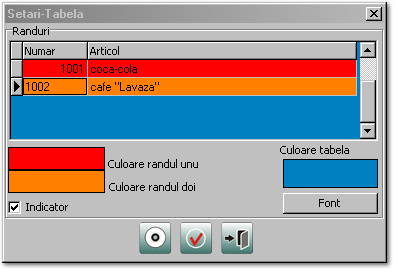 Setari-Tabela
Randuri
Numar Articol
1001 coca-cola
1002 cafe "Lavaza"
Culoare tabela
Culoare randul unu
Culoare randul doi
Indicator
Font